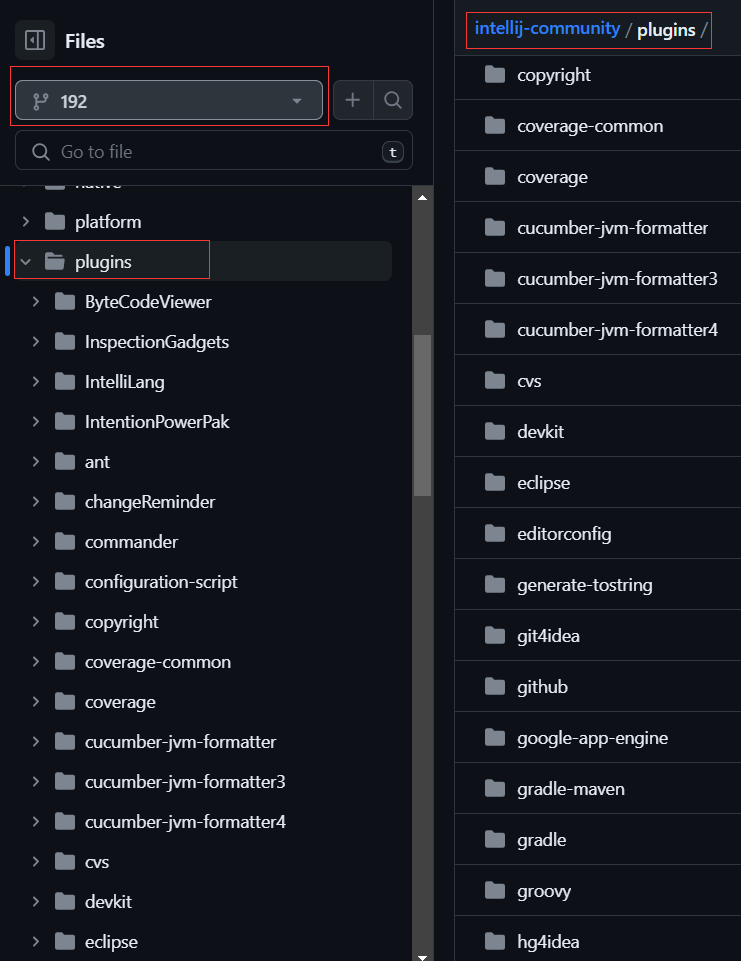 Files
192
Go to file
t
native
platform
plugins
ByteCodeViewer
InspectionGadgets
IntelliLang
IntentionPowerPak
ant
changeReminder
commander
configuration-script
copyright
coverage-common
coverage
cucumber-jvm-formatter
cucumber-jvm-formatter3
cucumber-jvm-formatter4
cvs
devkit
eclipse
intellij-community / plugins /
copyright
coverage-common
coverage
cucumber-jvm-formatter
cucumber-jvm-formatter3
cucumber-jvm-formatter4
cvs
devkit
eclipse
editorconfig
generate-tostring
git4idea
github
google-app-engine
gradle-maven
gradle
groovy
hg4idea